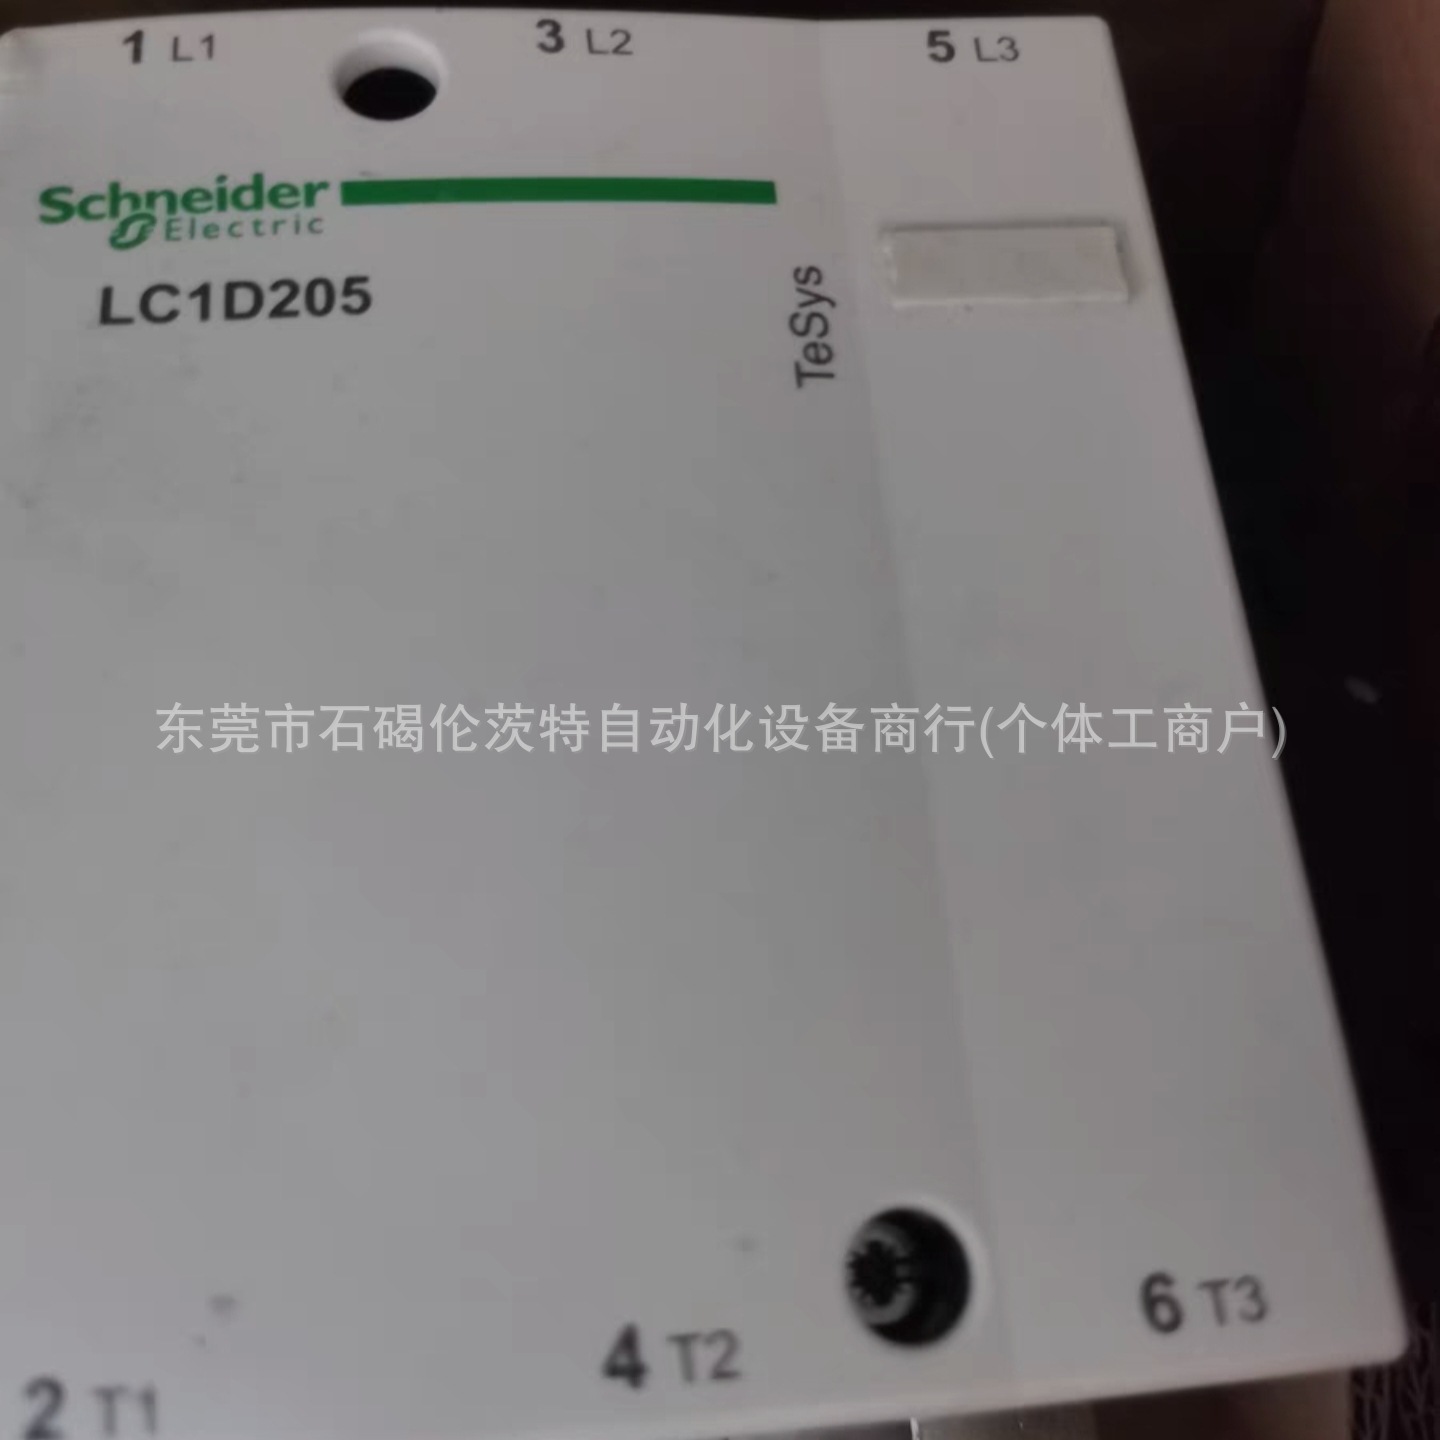 1 L1 3 L2 5 L3
Schneider
Electric
LC1D205
TeSys
东莞市石碣伦茨特自动化设备商行(个体工商户)
2 T1 4 T2 6 T3